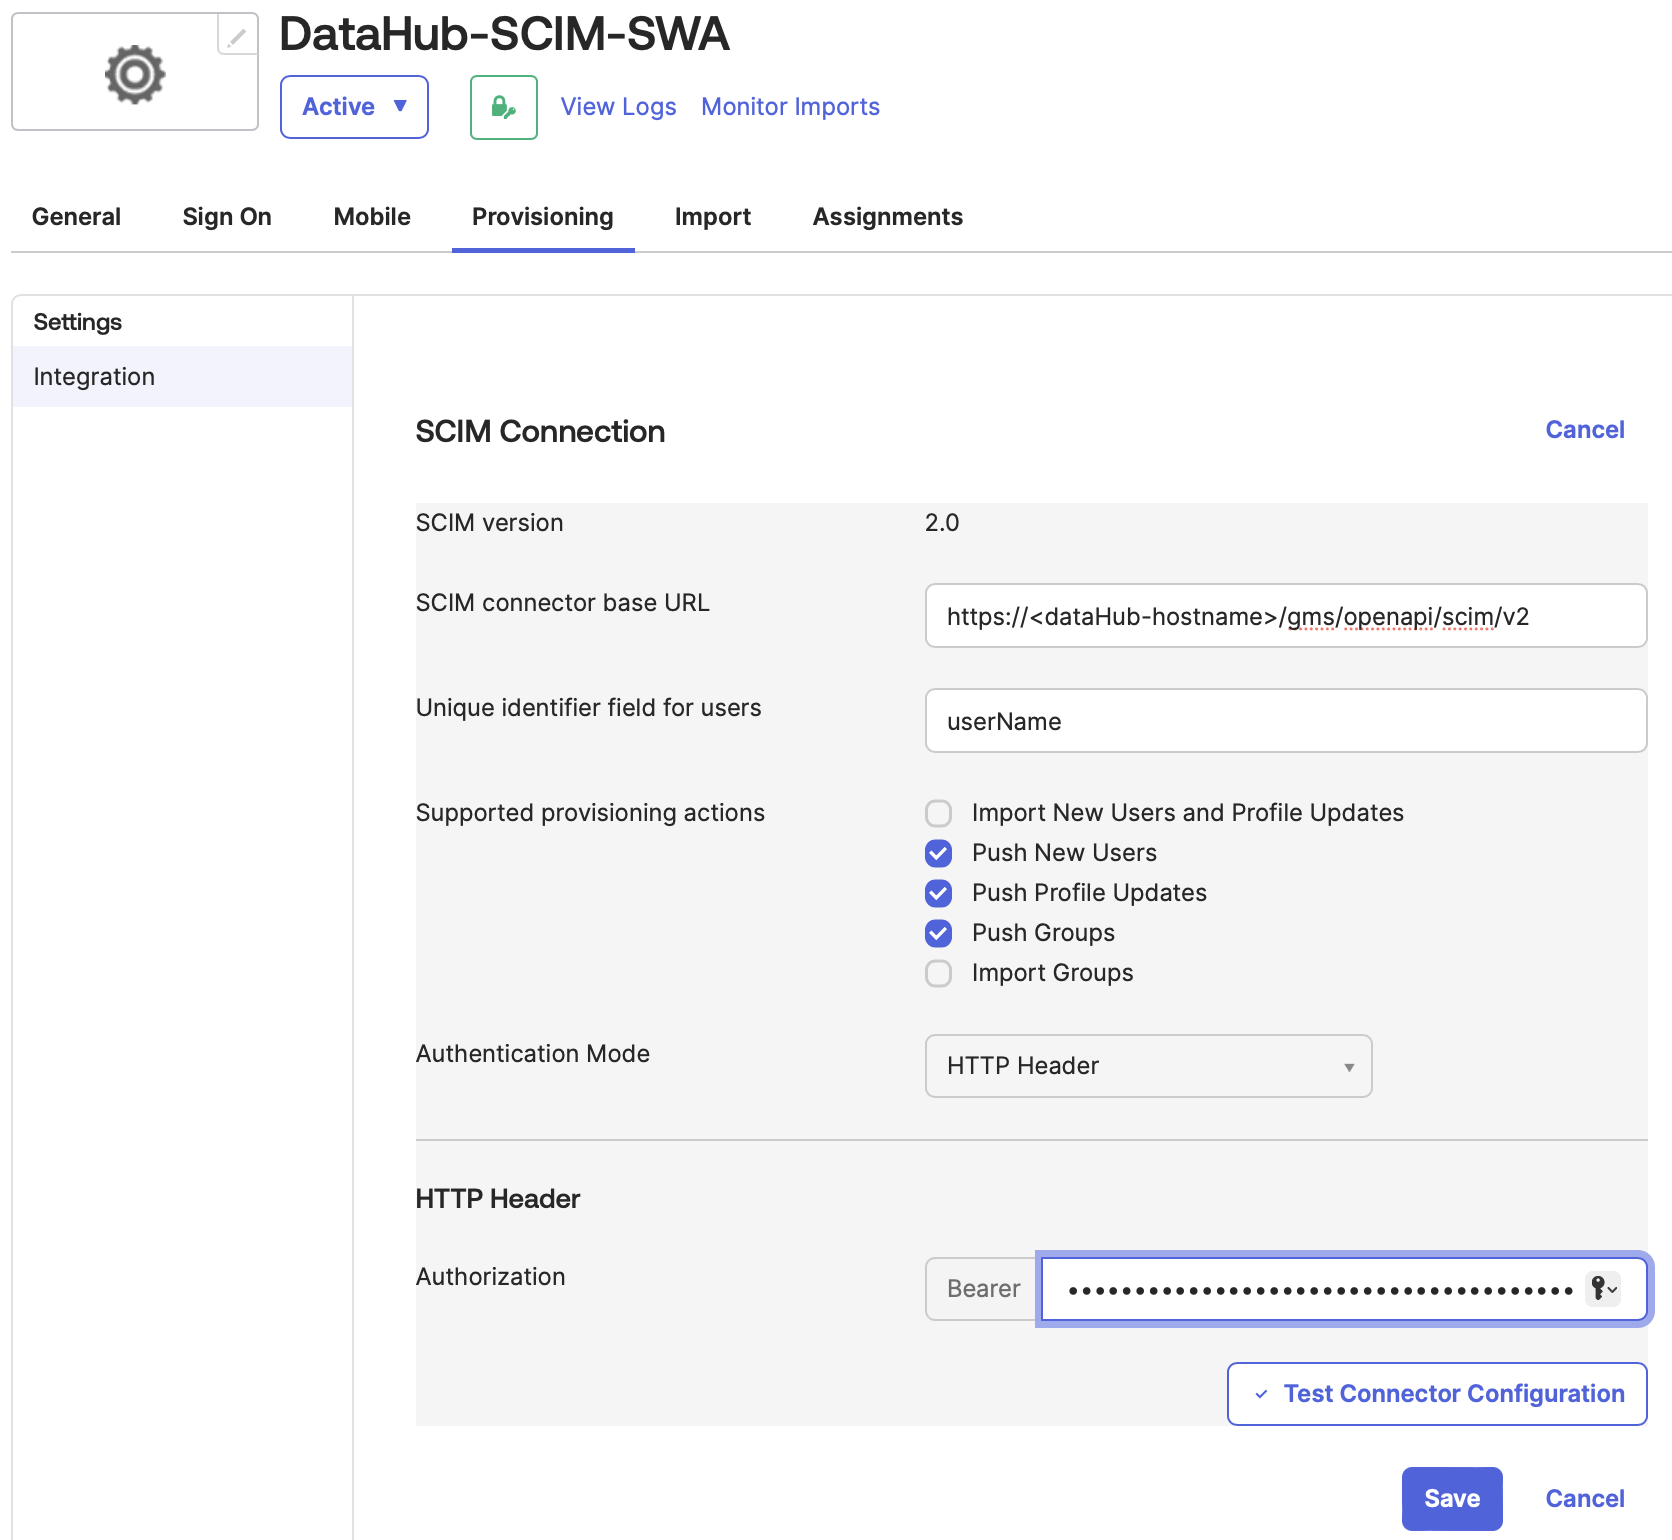 DataHub-SCIM-SWA
Active
View Logs
Monitor Imports
General
Sign On
Mobile
Provisioning
Import
Assignments
Settings
Integration
SCIM Connection
Cancel
SCIM version
2.0
SCIM connector base URL
https://<dataHub-hostname>/gms/openapi/scim/v2
Unique identifier field for users
userName
Supported provisioning actions
Import New Users and Profile Updates
Push New Users
Push Profile Updates
Push Groups
Import Groups
Authentication Mode
HTTP Header
HTTP Header
Authorization
Bearer
Test Connector Configuration
Save
Cancel